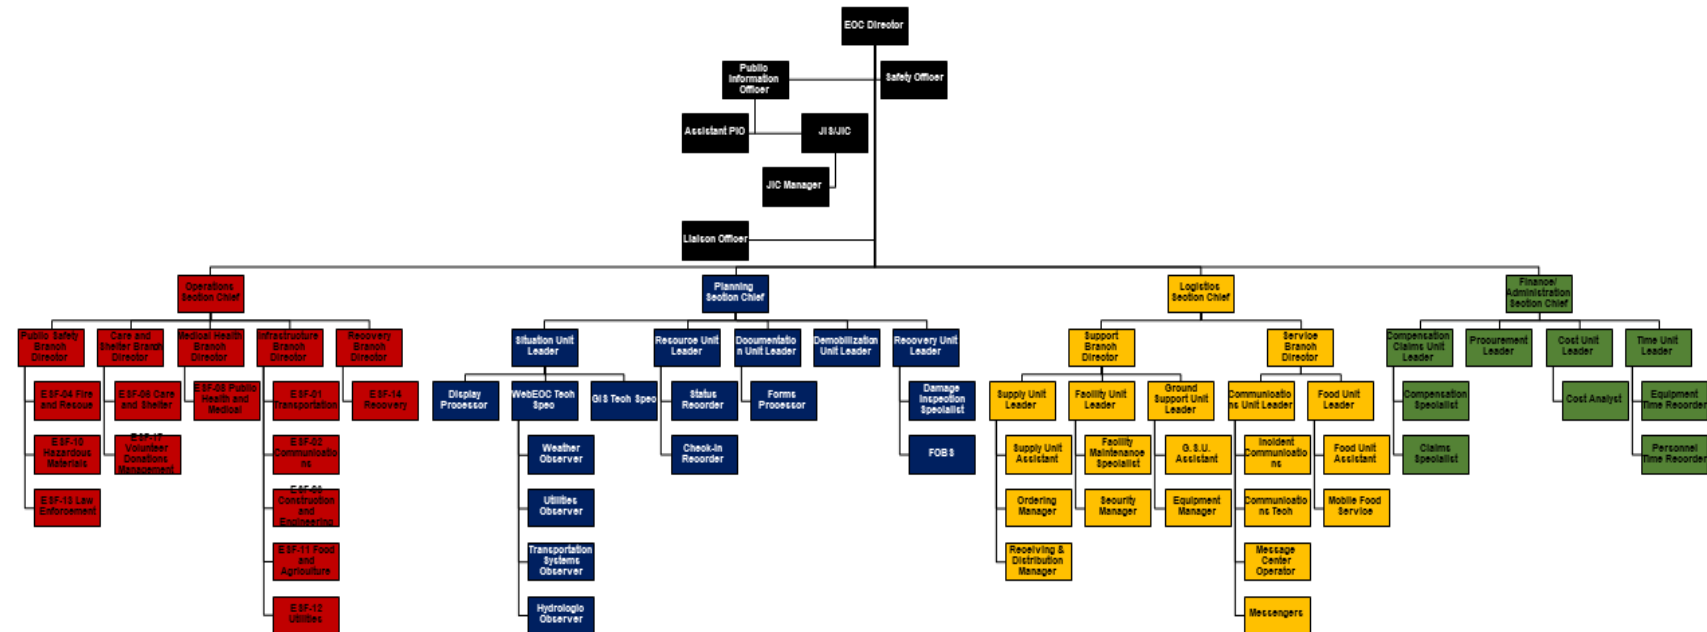 EOC Director
Public
Information
Officer
Safety Officer
Assistant PIO
JIS/JIC
JIC Manager
Liaison Officer
Operations
Section Chief
Planning
Section Chief
Logistics
Section Chief
Finance/
Administration
Section Chief
Public Safety
Branch
Director
Care and
Shelter Branch
Director
Medical Health
Branch
Director
Infrastructure
Branch
Director
Recovery
Branch
Director
Situation Unit
Leader
Resource Unit
Leader
Documentatio
n Unit Leader
Demobilization
Unit Leader
Recovery Unit
Leader
Support
Branch
Director
Service
Branch
Director
Compensation
Claims Unit
Leader
Procurement
Leader
Cost Unit
Leader
Time Unit
Leader
ESF-04 Fire
and Rescue
ESF-06 Care
and Shelter
ESF-08 Public
Health and
Medical
ESF-01
Transportation
ESF-14
Recovery
Display
Processor
WebEOC Tech
Spec
GIS Tech Spec
Status
Recorder
Forms
Processor
Damage
Inspection
Specialist
Supply Unit
Leader
Facility Unit
Leader
Ground
Support Unit
Leader
Communicatio
ns Unit Leader
Food Unit
Leader
Compensation
Specialist
Cost Analyst
Equipment
Time Recorder
ESF-10
Hazardous
Materials
ESF-17
Volunteer
Donations
Management
ESF-02
Communicatio
ns
Weather
Observer
Check-In
Recorder
FOBS
Supply Unit
Assistant
Facility
Maintenance
Specialist
G.S.U.
Assistant
Incident
Communicatio
ns
Food Unit
Assistant
Claims
Specialist
Personnel
Time Recorder
ESF-13 Law
Enforcement
Construction
and
Engineering
Utilities
Observer
Ordering
Manager
Security
Manager
Equipment
Manager
Communicatio
ns Tech
Mobile Food
Service
ESF-11 Food
and
Agriculture
Transportation
Systems
Observer
Receiving &
Distribution
Manager
Message
Center
Operator
ESF-12
Utilities
Hydrologic
Observer
Messengers